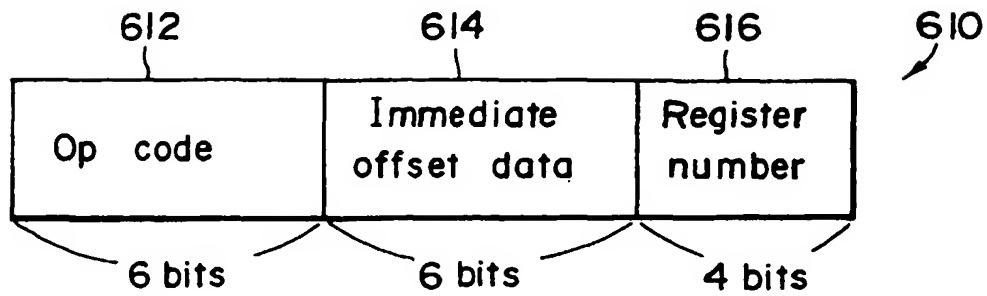 612 614 616 610
Op code
Immediate
offset data
Register
number
6 bits 6 bits 4 bits